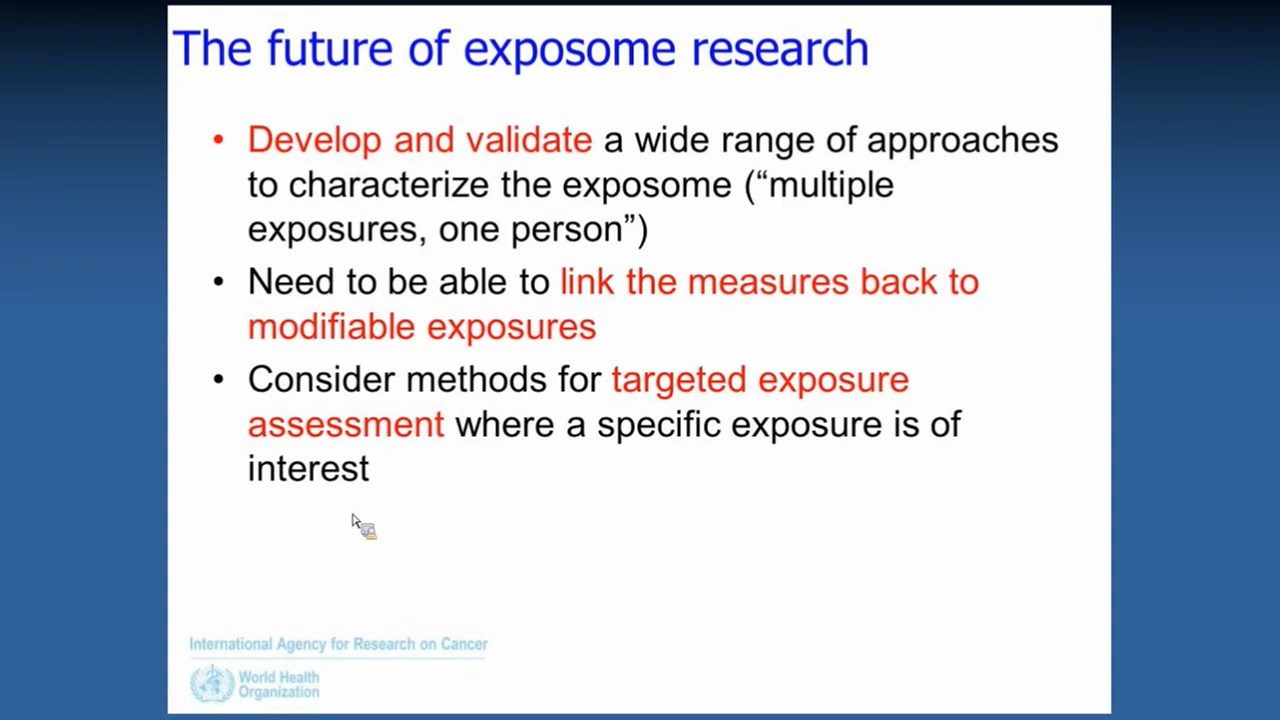 The future of exposome research
• Develop and validate a wide range of approaches
to characterize the exposome (“multiple
exposures, one person”)
• Need to be able to link the measures back to
modifiable exposures
• Consider methods for targeted exposure
assessment where a specific exposure is of
interest
International Agency for Research on Cancer
World Health
Organization